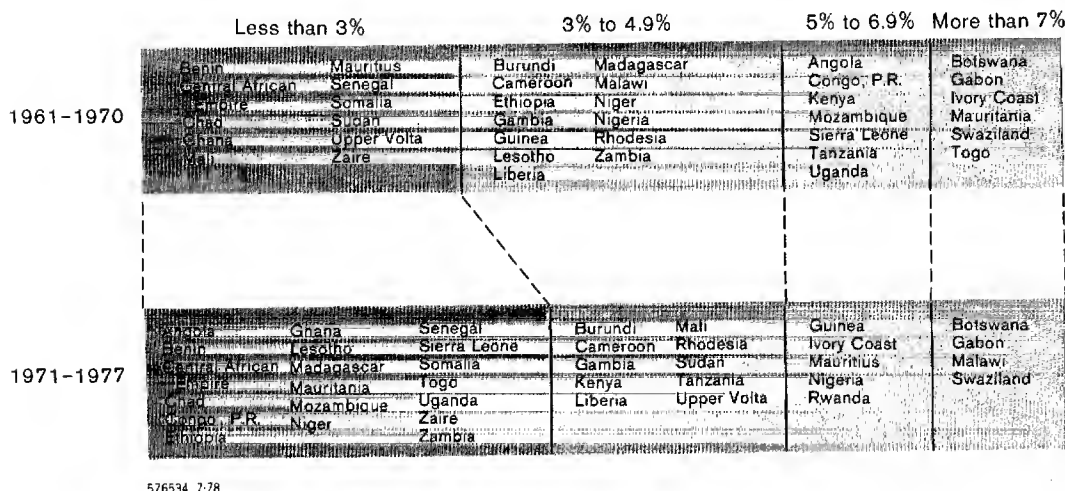 Less than 3%
3% to 4.9%
5% to 6.9%
More than 7%
1961-1970
Benin
Central African
Empire
Chad
Ghana
Mali
Mauritius
Senegal
Somalia
Sudan
Upper Volta
Zaire
Burundi
Cameroon
Ethiopia
Gambia
Guinea
Lesotho
Liberia
Madagascar
Malawi
Niger
Nigeria
Rhodesia
Zambia
Angola
Congo, P.R.
Kenya
Mozambique
Sierra Leone
Tanzania
Uganda
Botswana
Gabon
Ivory Coast
Mauritania
Swaziland
Togo
1971-1977
Angola
Benin
Central African
Empire
Chad
Congo P.R.
Ethiopia
Ghana
Lesotho
Madagascar
Mauritania
Mozambique
Niger
Senegal
Sierra Leone
Somalia
Togo
Uganda
Zaire
Zambia
Burundi
Cameroon
Gambia
Kenya
Liberia
Mali
Rhodesia
Sudan
Tanzania
Upper Volta
Guinea
Ivory Coast
Mauritius
Nigeria
Rwanda
Botswana
Gabon
Malawi
Swaziland
576534 7-78